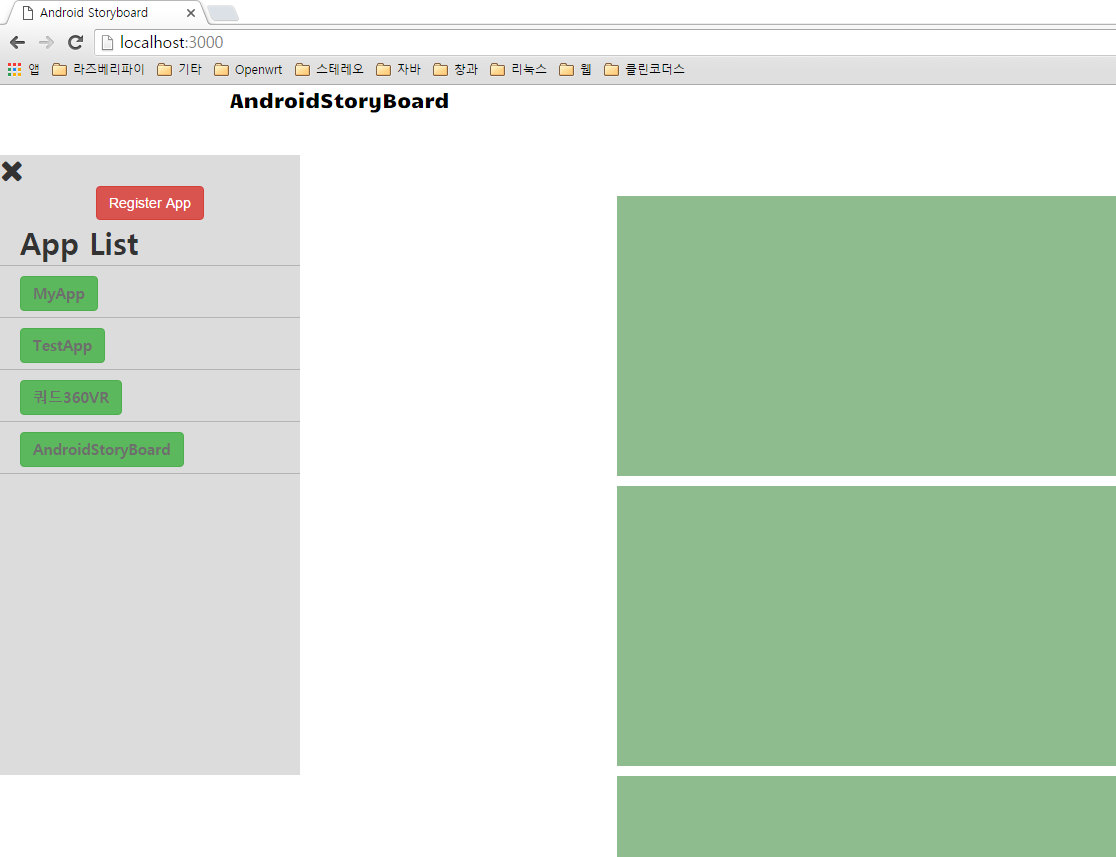 Android Storyboard
localhost:3000
앱 라즈베리파이 기타 Openwrt 스테레오 자바 창과 리눅스 웹 클린코더스
AndroidStoryBoard
Register App
App List
MyApp
TestApp
쿼드360VR
AndroidStoryBoard